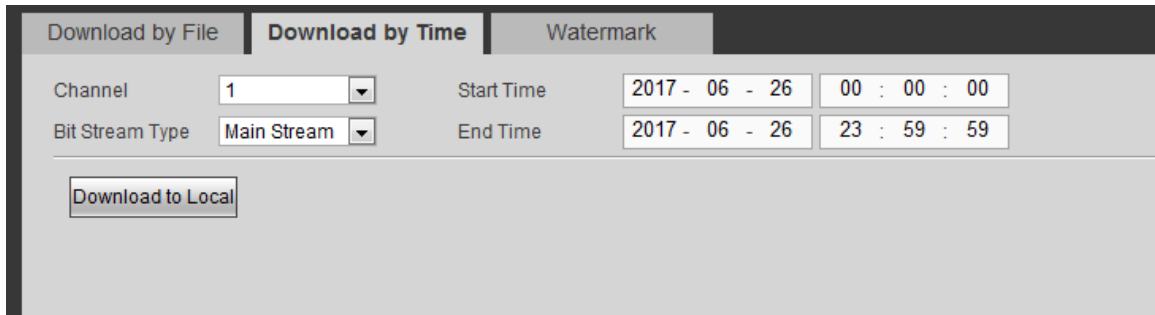 Download by File Download by Time Watermark
Channel 1 Start Time 2017 - 06 - 26 00 : 00 : 00
Bit Stream Type Main Stream End Time 2017 - 06 - 26 23 : 59 : 59
Download to Local